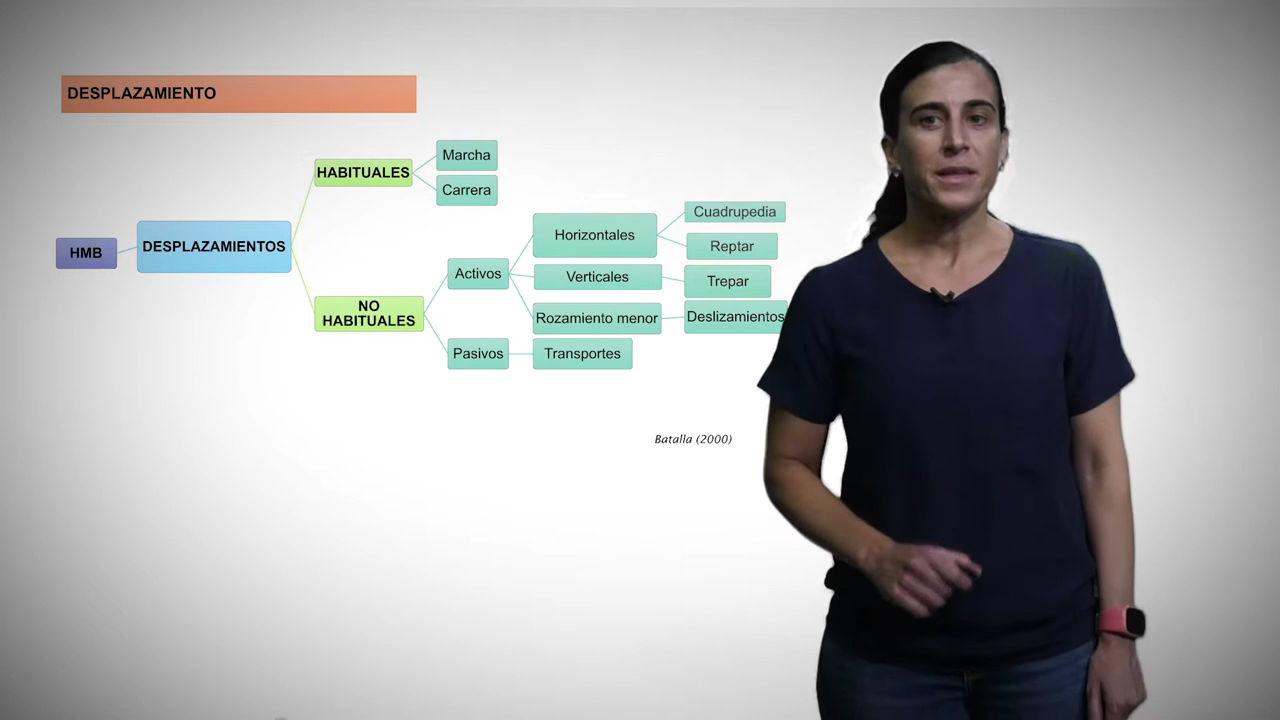 DESPLAZAMIENTO
HMB
DESPLAZAMIENTOS
HABITUALES
Marcha
Carrera
NO
HABITUALES
Activos
Horizontales
Cuadrupedia
Reptar
Verticales
Trepar
Rozamiento menor
Deslizamientos
Pasivos
Transportes
Batalla (2000)